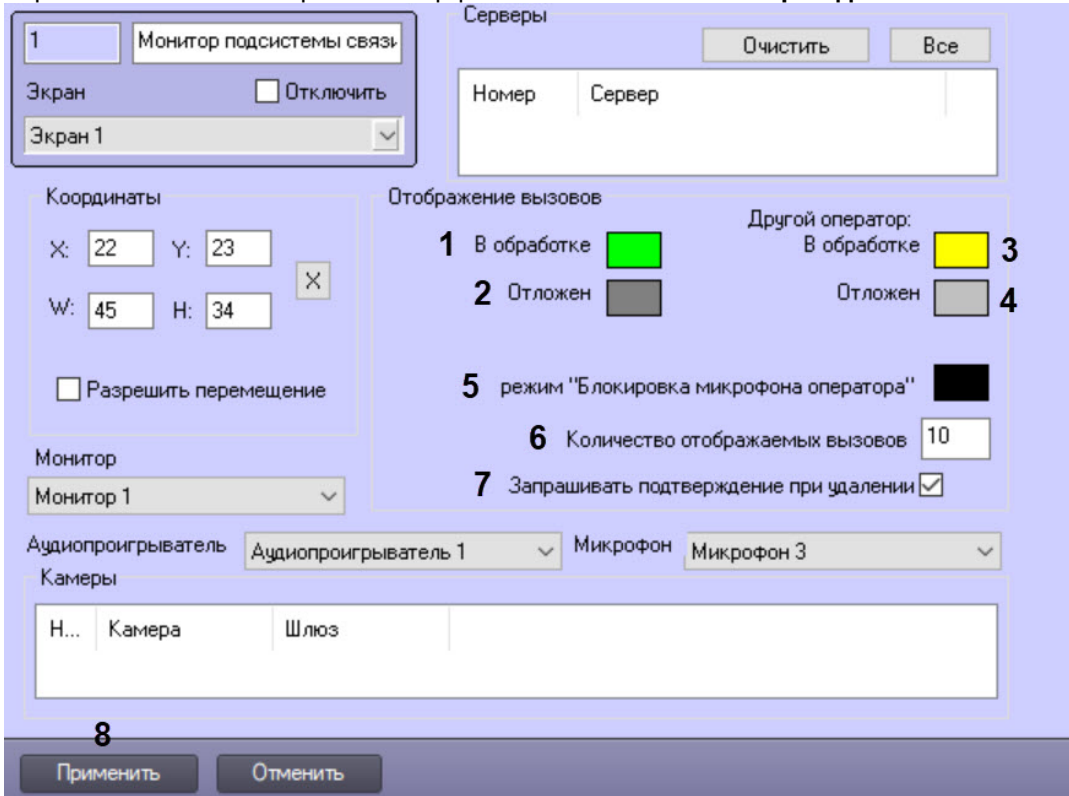 1 Монитор подсистемы связи
Экран Отключить
Экран 1
Серверы
Очистить Все
Номер Сервер
Координаты
X: 22 Y: 23
X
W: 45 H: 34
Разрешить перемещение
Отображение вызовов
Другой оператор:
1 В обработке В обработке 3
2 Отложен Отложен 4
5 режим "Блокировка микрофона оператора"
6 Количество отображаемых вызовов 10
7 Запрашивать подтверждение при удалении
Монитор
Монитор 1
Аудиопроигрыватель Аудиопроигрыватель 1 Микрофон Микрофон 3
Камеры
Н... Камера Шлюз
8
Применить Отменить